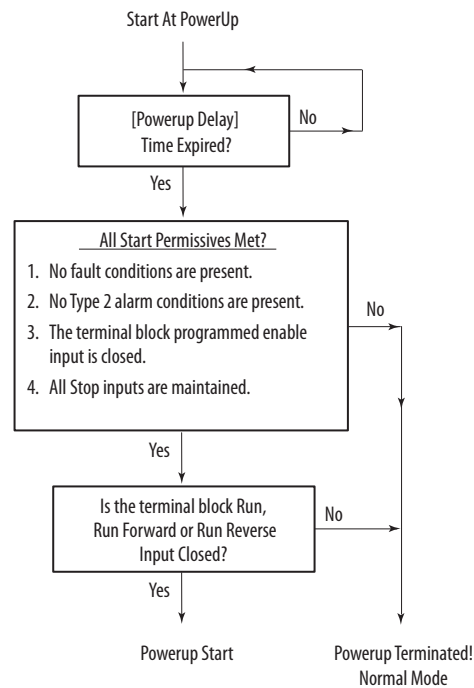 Start At PowerUp
[Powerup Delay]
Time Expired?
No
Yes
All Start Permissives Met?
1. No fault conditions are present.
2. No Type 2 alarm conditions are present.
3. The terminal block programmed enable
input is closed.
4. All Stop inputs are maintained.
No
Yes
Is the terminal block Run,
Run Forward or Run Reverse
Input Closed?
No
Yes
Powerup Start
Powerup Terminated!
Normal Mode